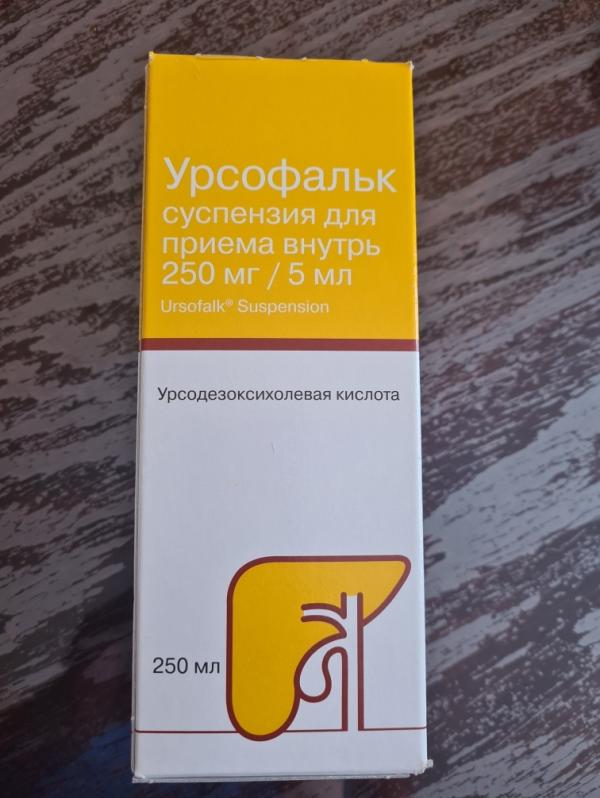 Урсофальк
суспензия для
приема внутрь
250 мг / 5 мл
Ursofalk® Suspension
Урсодезоксихолевая кислота
250 мл